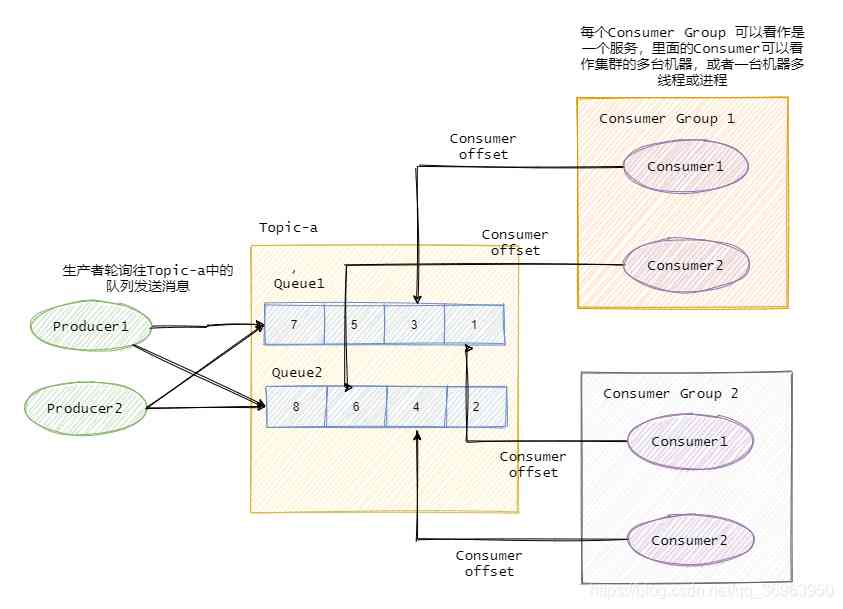 每个Consumer Group 可以看作是
一个服务，里面的Consumer可以看
作集群的多台机器，或者一台机器多
线程或进程
Consumer Group 1
Consumer
offset
Consumer1
Topic-a
Consumer
offset
Consumer2
生产者轮询往Topic-a中的
队列发送消息
Queue1
Producer1
7 5 3 1
Queue2
Producer2
8 6 4 2
Consumer Group 2
Consumer1
Consumer
offset
Consumer2
Consumer
offset
https://blog.csdn.net/qq_36963950